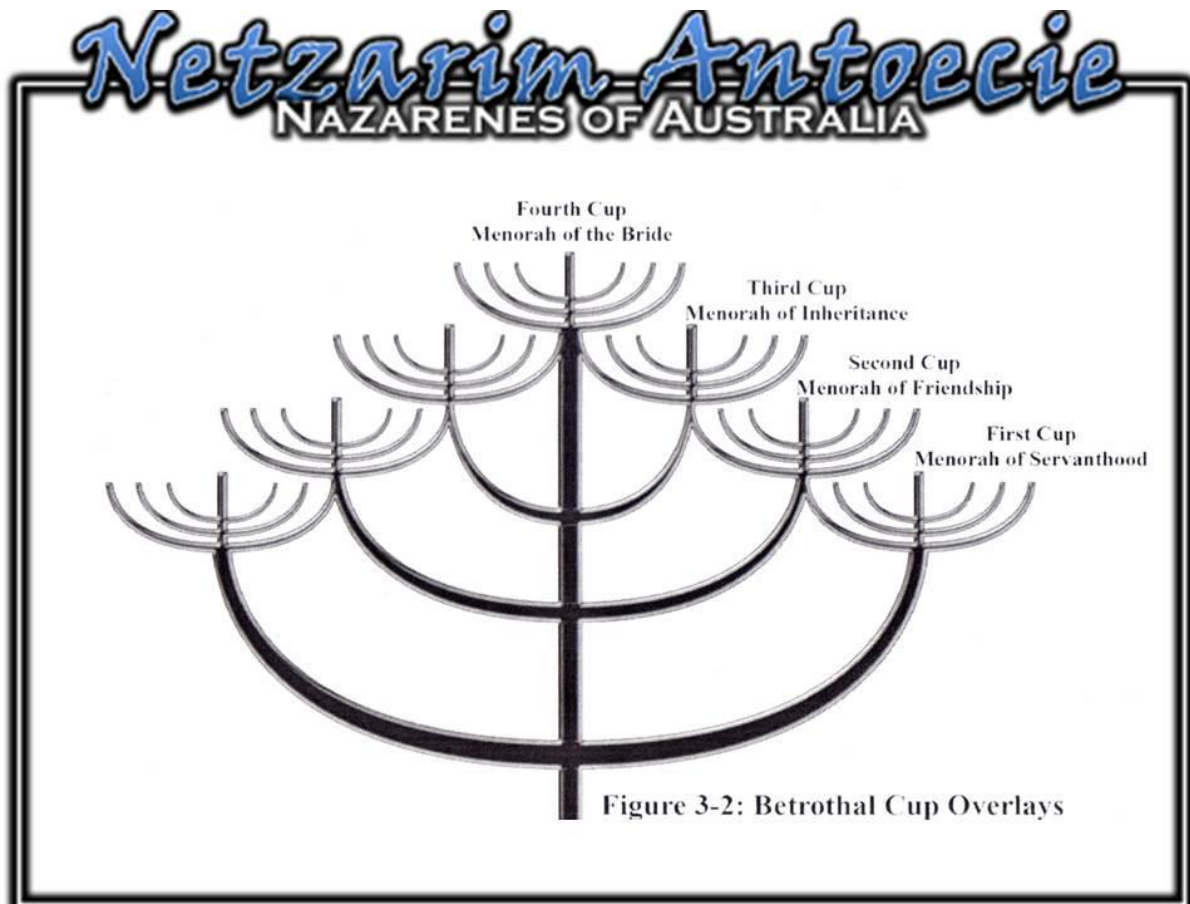 Netzarim Antoecie
NAZARENES OF AUSTRALIA
Fourth Cup
Menorah of the Bride
Third Cup
Menorah of Inheritance
Second Cup
Menorah of Friendship
First Cup
Menorah of Servanthood
Figure 3-2: Betrothal Cup Overlays